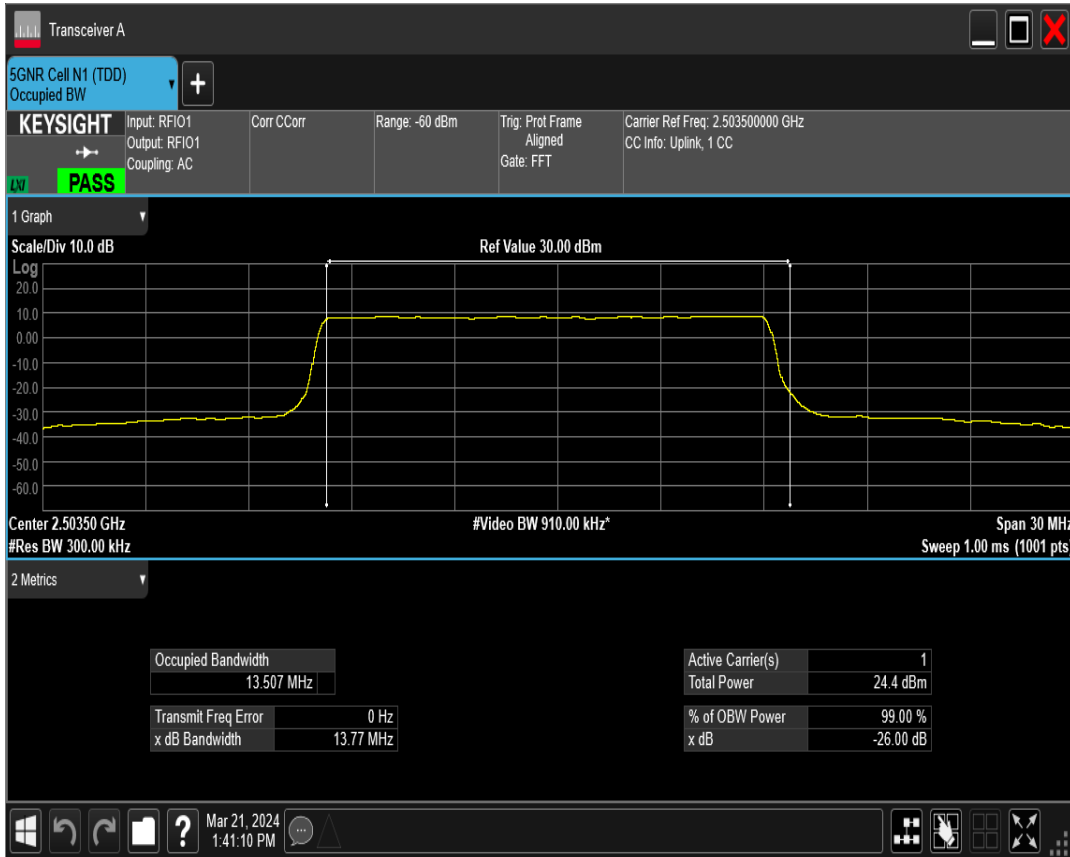 Transceiver A
5GNR Cell N1 (TDD)
Occupied BW
+
KEYSIGHT
LXI
PASS
Input: RFIO1
Output: RFIO1
Coupling: AC
Corr CCorr
Range: -60 dBm
Trig: Prot Frame
Aligned
Gate: FFT
Carrier Ref Freq: 2.503500000 GHz
CC Info: Uplink, 1 CC
1 Graph
Scale/Div 10.0 dB
Ref Value 30.00 dBm
Log
20.0
10.0
0.00
-10.0
-20.0
-30.0
-40.0
-50.0
-60.0
Center 2.50350 GHz
#Video BW 910.00 kHz*
Span 30 MHz
#Res BW 300.00 kHz
Sweep 1.00 ms (1001 pts)
2 Metrics
Occupied Bandwidth
13.507 MHz
Transmit Freq Error 0 Hz
x dB Bandwidth 13.77 MHz
Active Carrier(s) 1
Total Power 24.4 dBm
% of OBW Power 99.00 %
x dB -26.00 dB
?
Mar 21, 2024
1:41:10 PM